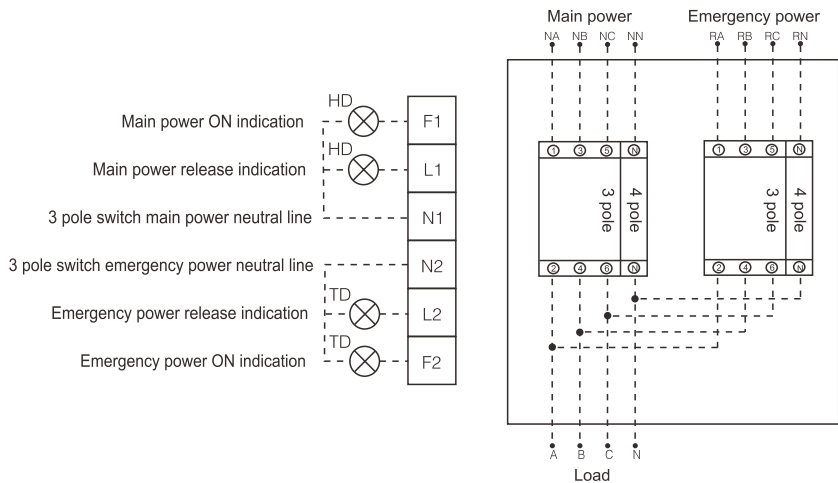 Main power ON indication
HD
F1
Main power release indication
HD
L1
3 pole switch main power neutral line
N1
3 pole switch emergency power neutral line
N2
Emergency power release indication
TD
L2
Emergency power ON indication
TD
F2
Main power
NA NB NC NN
Emergency power
RA RB RC RN
1 3 5 N
3 pole
4 pole
2 4 6 N
1 3 5 N
3 pole
4 pole
2 4 6 N
A B C N
Load